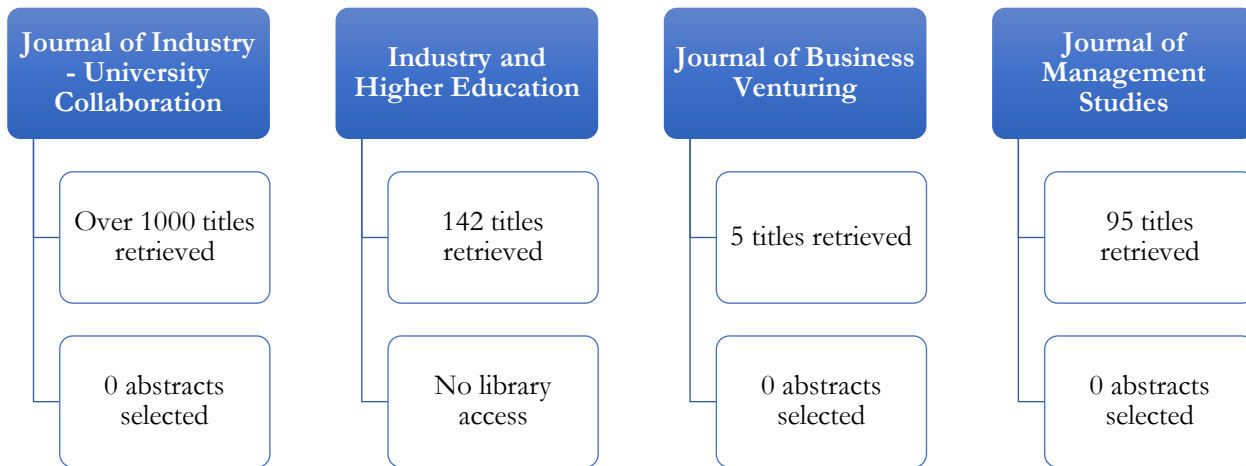 Journal of Industry
- University
Collaboration
Over 1000 titles
retrieved
0 abstracts
selected
Industry and
Higher Education
142 titles
retrieved
No library
access
Journal of Business
Venturing
5 titles retrieved
0 abstracts
selected
Journal of
Management
Studies
95 titles
retrieved
0 abstracts
selected